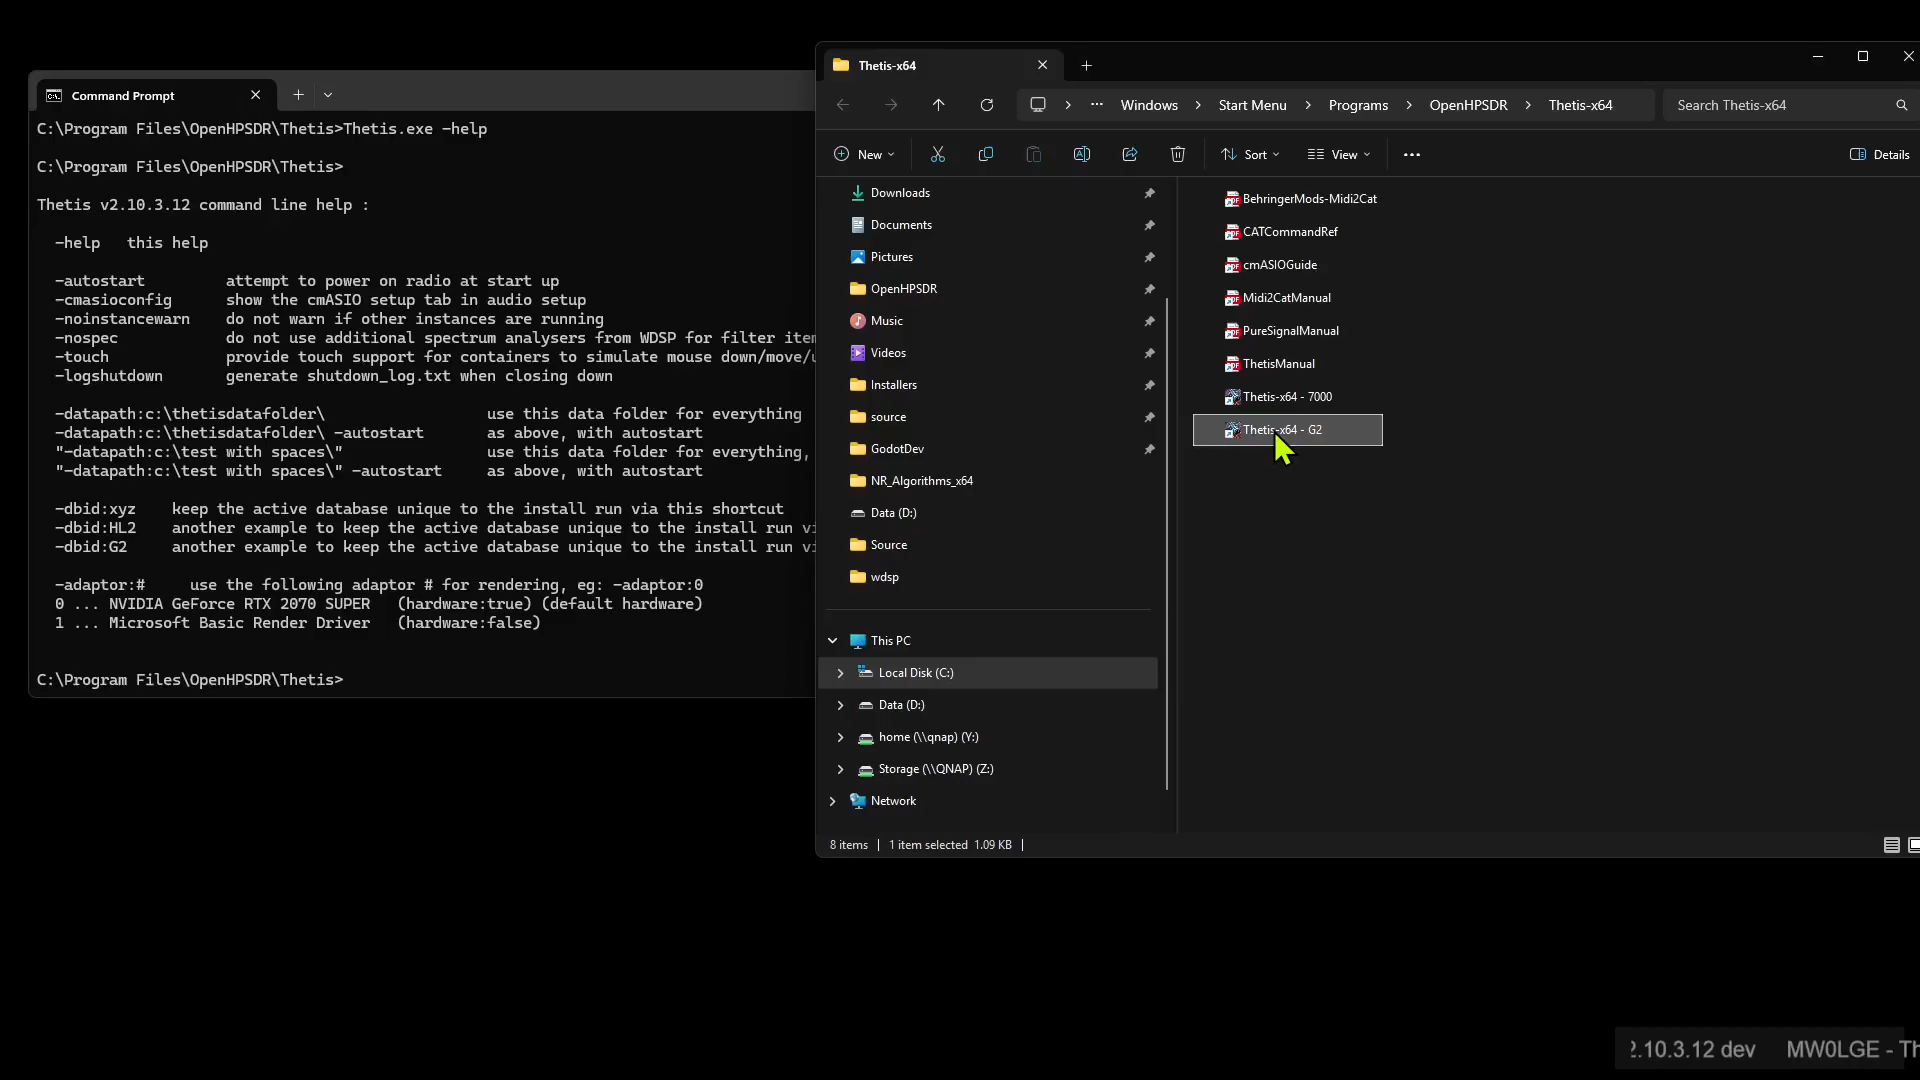 Command Prompt
C:\Program Files\OpenHPSDR\Thetis>Thetis.exe -help
C:\Program Files\OpenHPSDR\Thetis>
Thetis v2.10.3.12 command line help :
-help this help
-autostart attempt to power on radio at start up
-cmasioconfig show the cmASIO setup tab in audio setup
-noinstancewarn do not warn if other instances are running
-nospec do not use additional spectrum analysers from WDSP for filter item
-touch provide touch support for containers to simulate mouse down/move/u
-logshutdown generate shutdown_log.txt when closing down
-datapath:c:\thetisdatafolder\ use this data folder for everything
-datapath:c:\thetisdatafolder\ -autostart as above, with autostart
"-datapath:c:\test with spaces\" use this data folder for everything,
"-datapath:c:\test with spaces\" -autostart as above, with autostart
-dbid:xyz keep the active database unique to the install run via this shortcut
-dbid:HL2 another example to keep the active database unique to the install run vi
-dbid:G2 another example to keep the active database unique to the install run vi
-adaptor:# use the following adaptor # for rendering, eg: -adaptor:0
0 ... NVIDIA GeForce RTX 2070 SUPER (hardware:true) (default hardware)
1 ... Microsoft Basic Render Driver (hardware:false)
C:\Program Files\OpenHPSDR\Thetis>
Thetis-x64
Windows > Start Menu > Programs > OpenHPSDR > Thetis-x64
Search Thetis-x64
New
Sort
View
Details
Downloads
Documents
Pictures
OpenHPSDR
Music
Videos
Installers
source
GodotDev
NR_Algorithms_x64
Data (D:)
Source
wdsp
This PC
Local Disk (C:)
Data (D:)
home (\\qnap) (Y:)
Storage (\\QNAP) (Z:)
Network
BehringerMods-Midi2Cat
CATCommandRef
cmASIOGuide
Midi2CatManual
PureSignalManual
ThetisManual
Thetis-x64 - 7000
Thetis-x64 - G2
8 items | 1 item selected 1.09 KB |
2.10.3.12 dev MW0LGE - Th